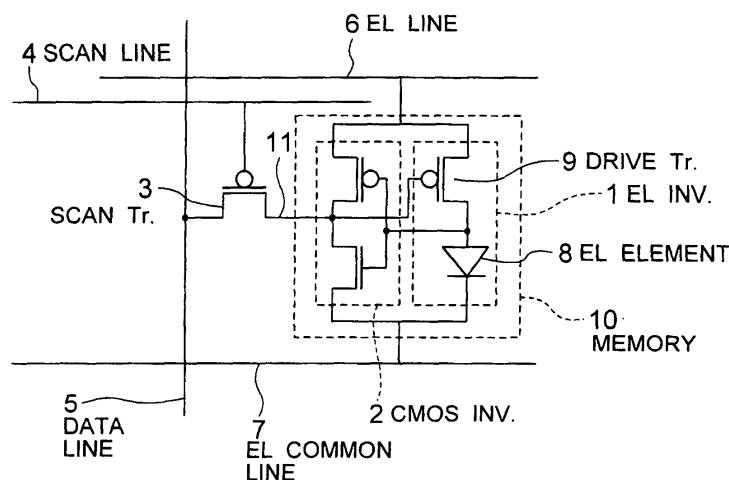 6 EL LINE
4 SCAN LINE
11
9 DRIVE Tr.
3
1 EL INV.
SCAN Tr.
8 EL ELEMENT
10
MEMORY
5
DATA
LINE
7
EL COMMON
LINE
2 CMOS INV.